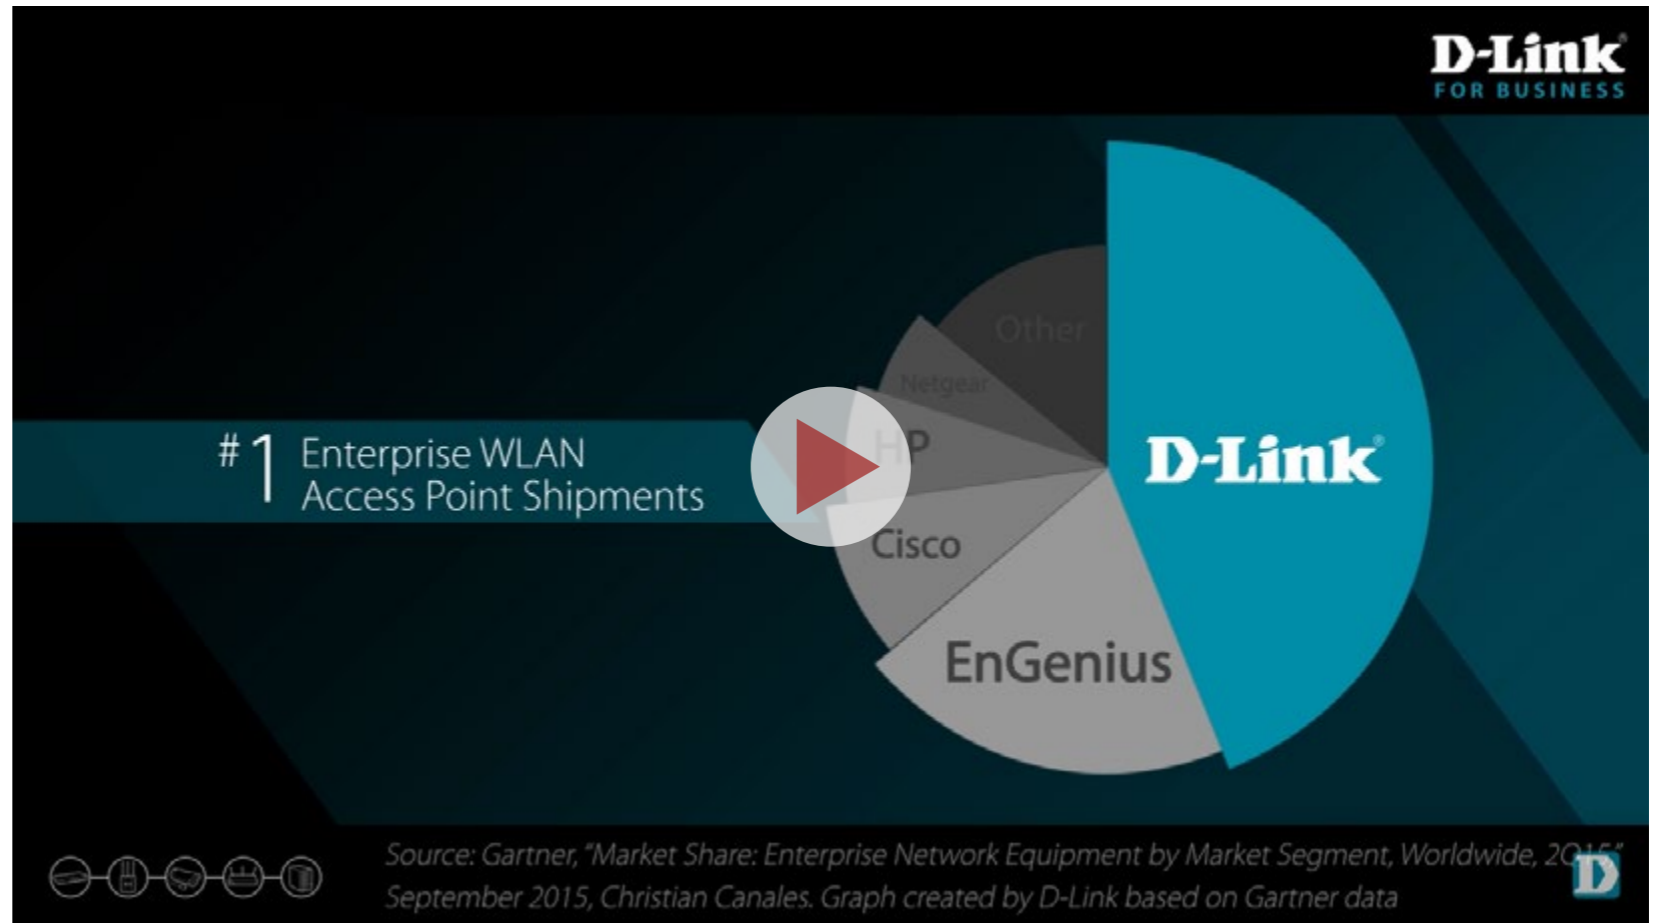 D-Link®
FOR BUSINESS
Other
Netgear
HP
D-Link®
#1 Enterprise WLAN
Access Point Shipments
Cisco
EnGenius
Source: Gartner, “Market Share: Enterprise Network Equipment by Market Segment, Worldwide, 2Q15”
September 2015, Christian Canales. Graph created by D-Link based on Gartner data
D